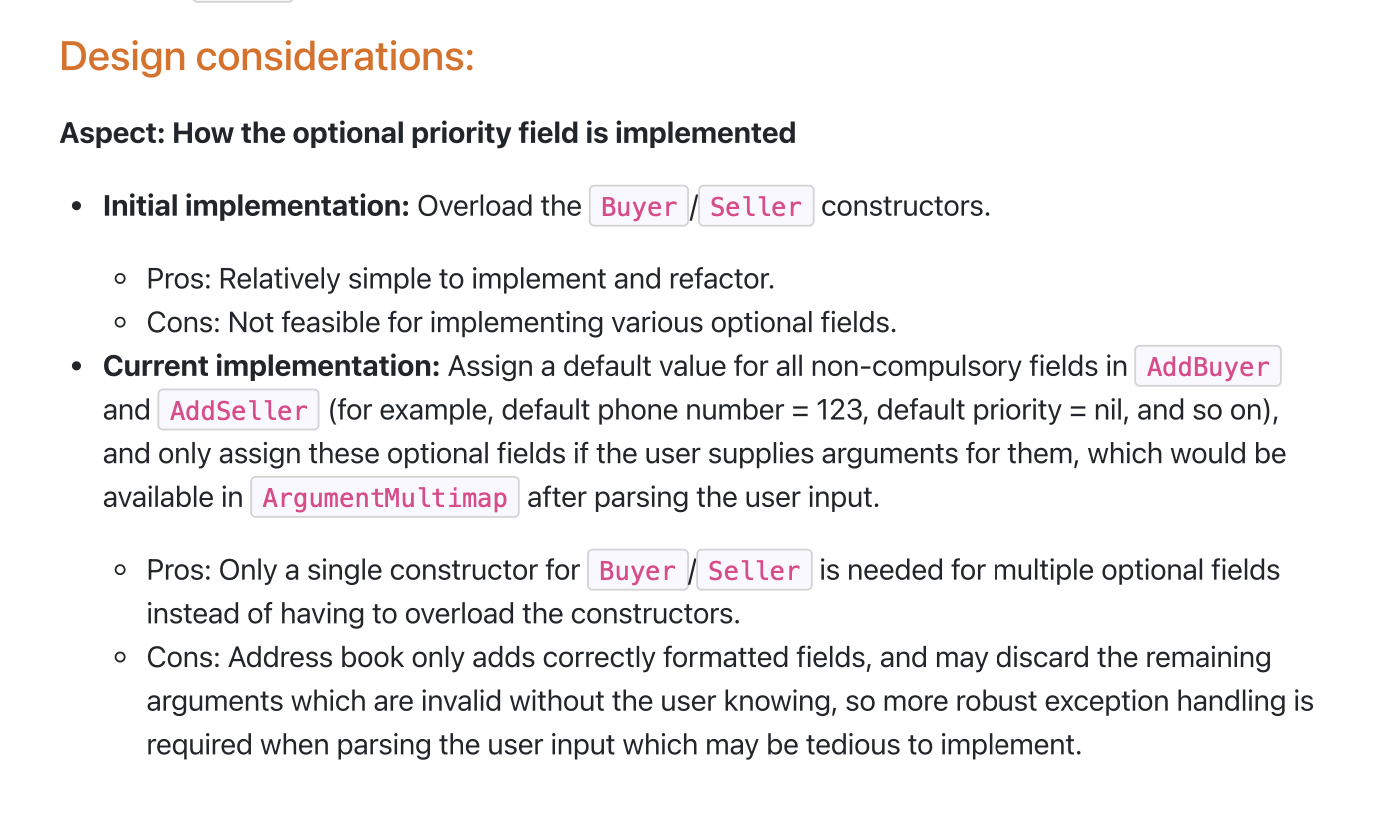 Design considerations:
Aspect: How the optional priority field is implemented
• Initial implementation: Overload the Buyer/Seller constructors.
◦ Pros: Relatively simple to implement and refactor.
◦ Cons: Not feasible for implementing various optional fields.
• Current implementation: Assign a default value for all non-compulsory fields in AddBuyer
and AddSeller (for example, default phone number = 123, default priority = nil, and so on),
and only assign these optional fields if the user supplies arguments for them, which would be
available in ArgumentMultimap after parsing the user input.
◦ Pros: Only a single constructor for Buyer/Seller is needed for multiple optional fields
instead of having to overload the constructors.
◦ Cons: Address book only adds correctly formatted fields, and may discard the remaining
arguments which are invalid without the user knowing, so more robust exception handling is
required when parsing the user input which may be tedious to implement.